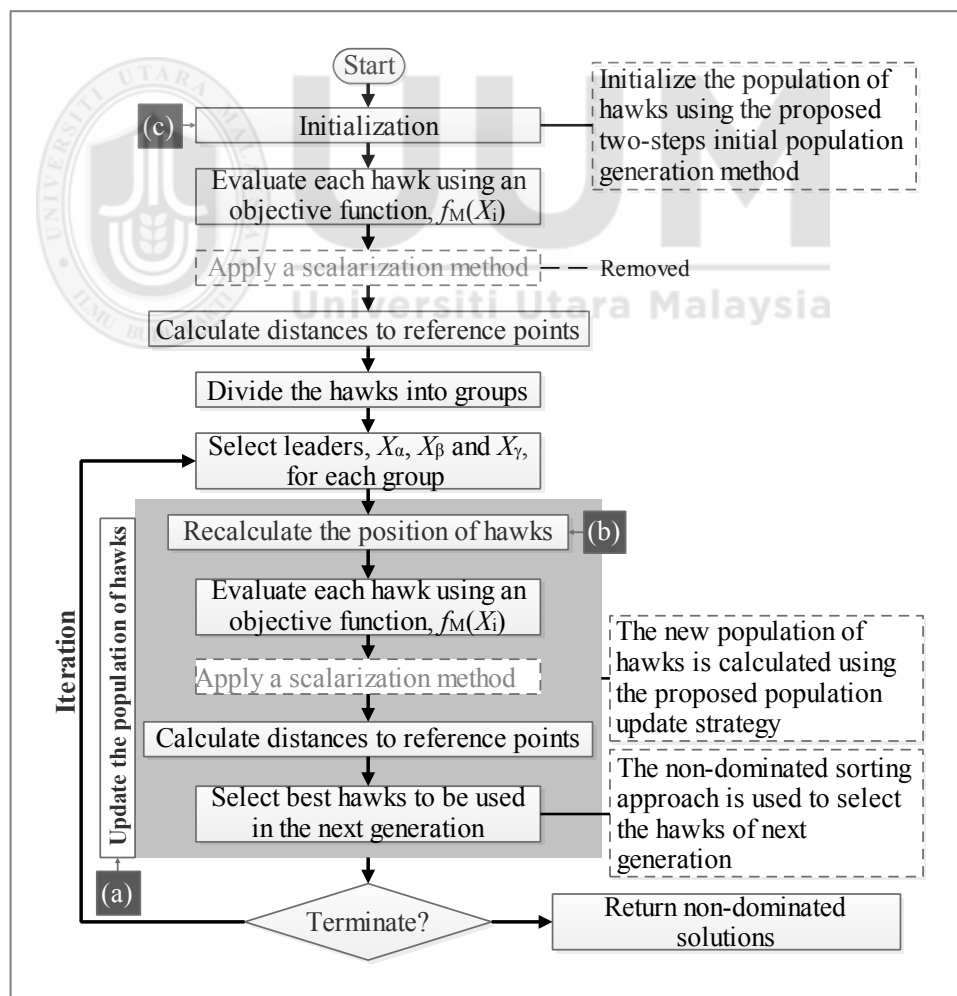 Start
(c)
Initialization
Initialize the population of
hawks using the proposed
two-steps initial population
generation method
Evaluate each hawk using an
objective function, fM(Xi)
Apply a scalarization method
Removed
UUM
Universiti Utara Malaysia
UNIVERSITI UTARA MALAYSIA
Calculate distances to reference points
Divide the hawks into groups
Select leaders, Xα, Xβ and Xγ,
for each group
Iteration
Update the population of hawks
(a)
Recalculate the position of hawks
(b)
Evaluate each hawk using an
objective function, fM(Xi)
Apply a scalarization method
The new population of
hawks is calculated using
the proposed population
update strategy
Calculate distances to reference points
Select best hawks to be used
in the next generation
The non-dominated sorting
approach is used to select
the hawks of next
generation
Terminate?
Return non-dominated
solutions